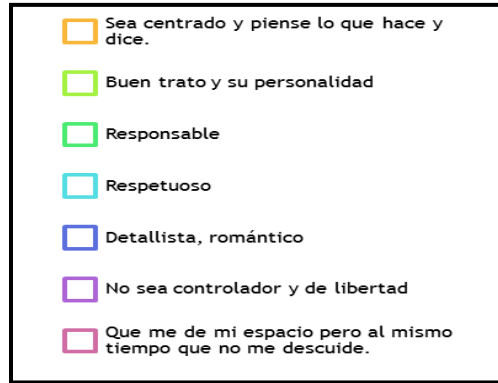 Sea centrado y piense lo que hace y
dice.
Buen trato y su personalidad
Responsable
Respetuoso
Detallista, romántico
No sea controlador y de libertad
Que me de mi espacio pero al mismo
tiempo que no me descuide.